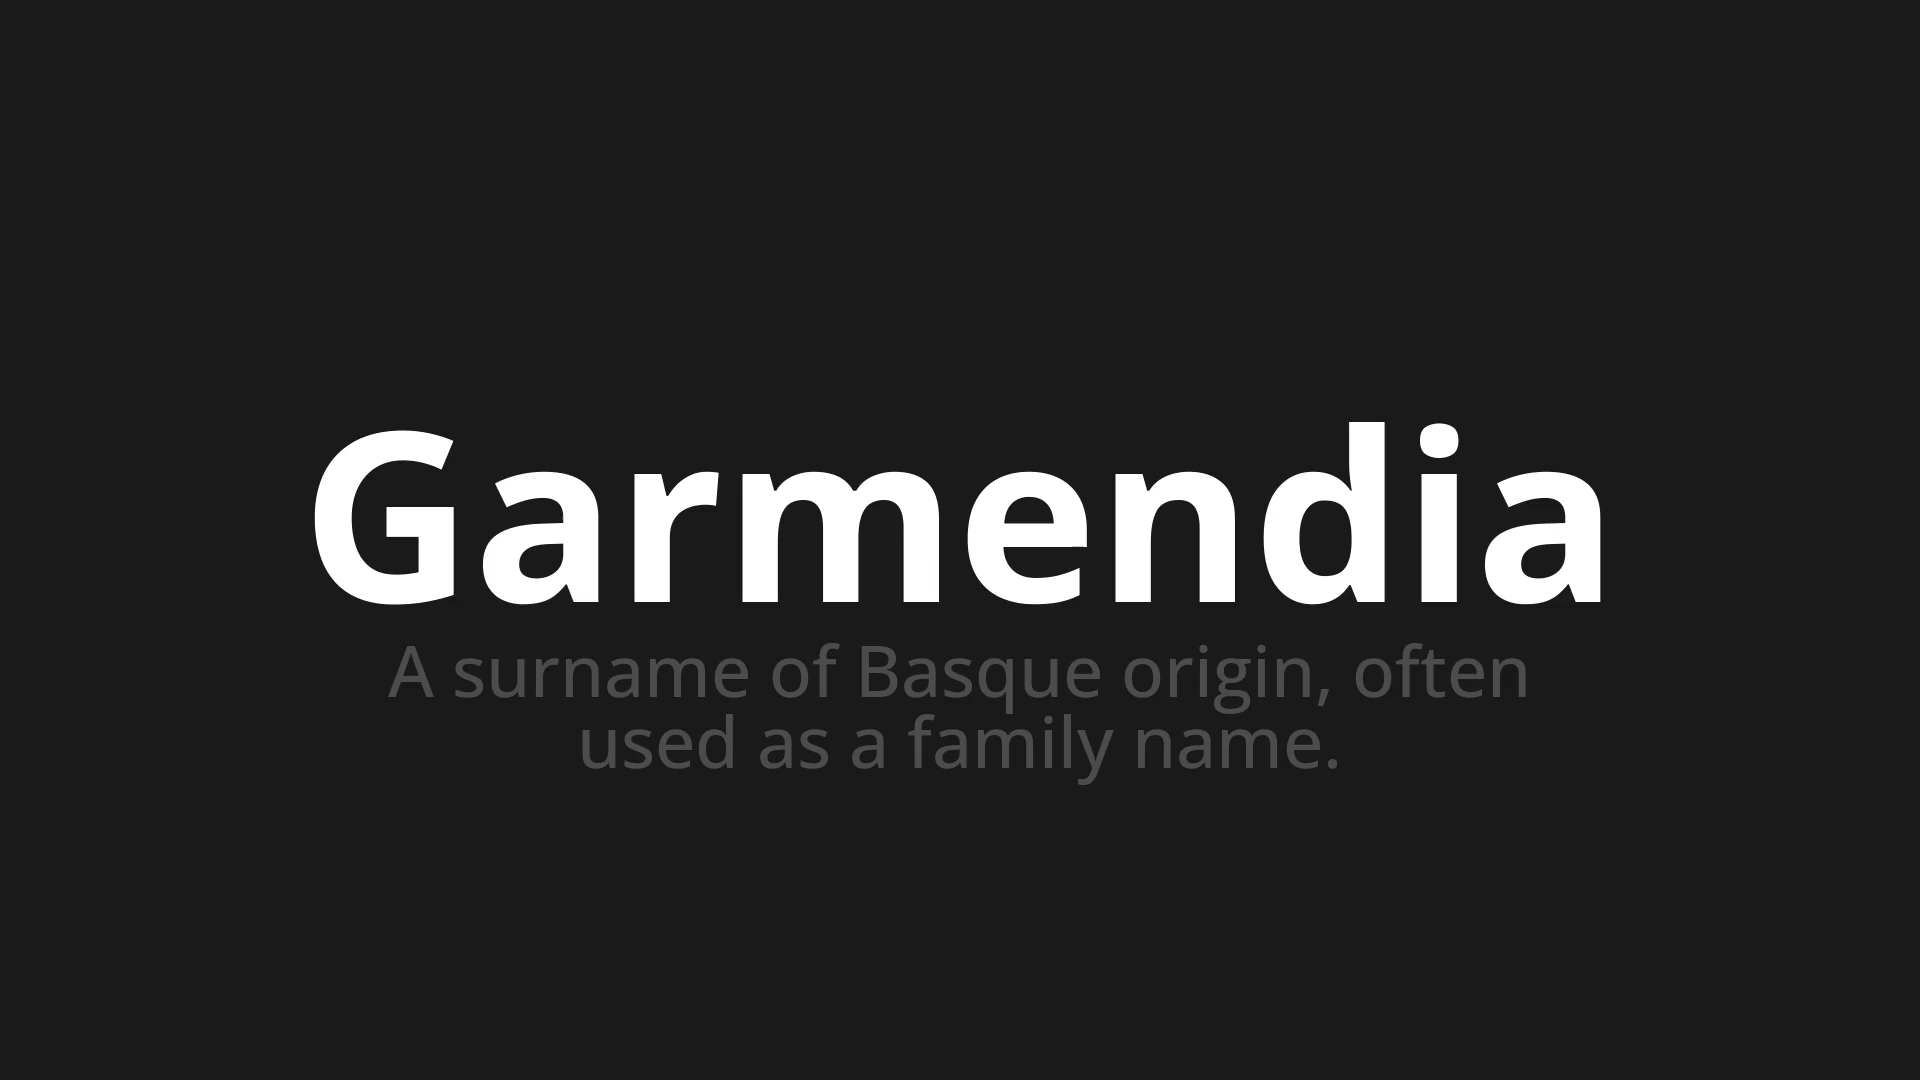 Garmendia
A surname of Basque origin, often
used as a family name.